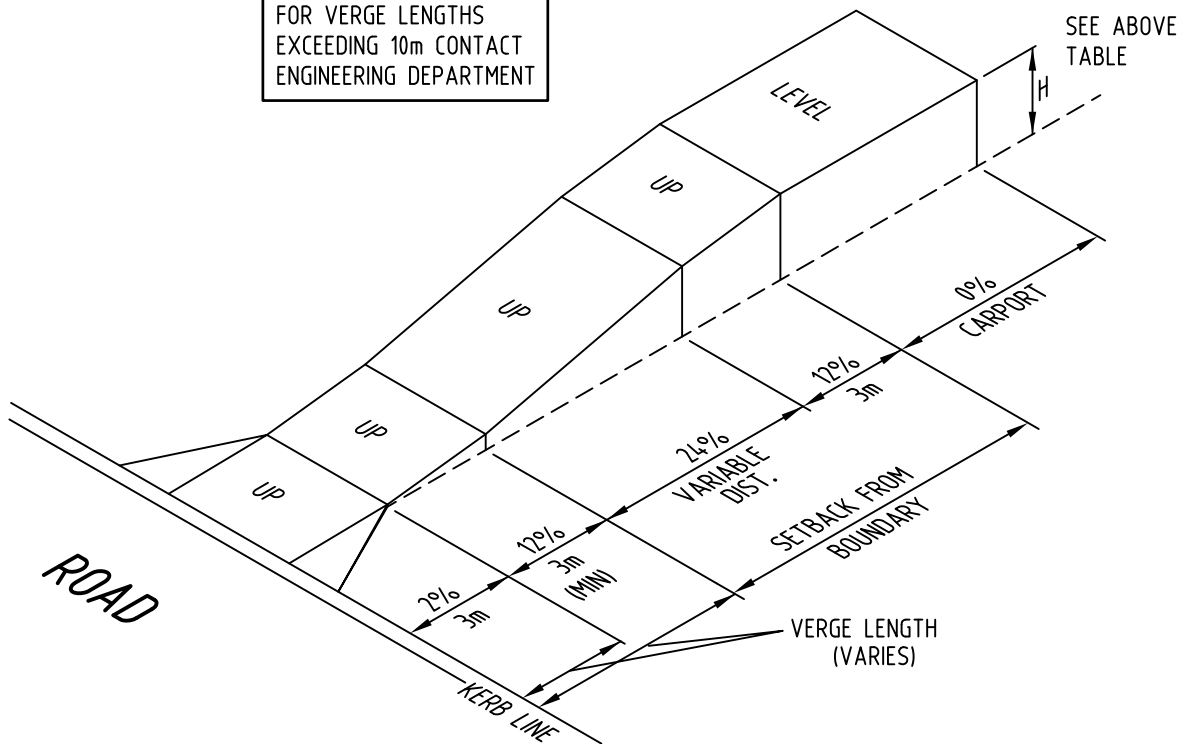 FOR VERGE LENGTHS
EXCEEDING 10m CONTACT
ENGINEERING DEPARTMENT
SEE ABOVE
TABLE
H
LEVEL
UP
UP
UP
UP
0%
CARPORT
12%
3m
24%
VARIABLE
DIST.
SETBACK FROM
BOUNDARY
12%
3m
(MIN)
2%
3m
ROAD
VERGE LENGTH
(VARIES)
KERB LINE